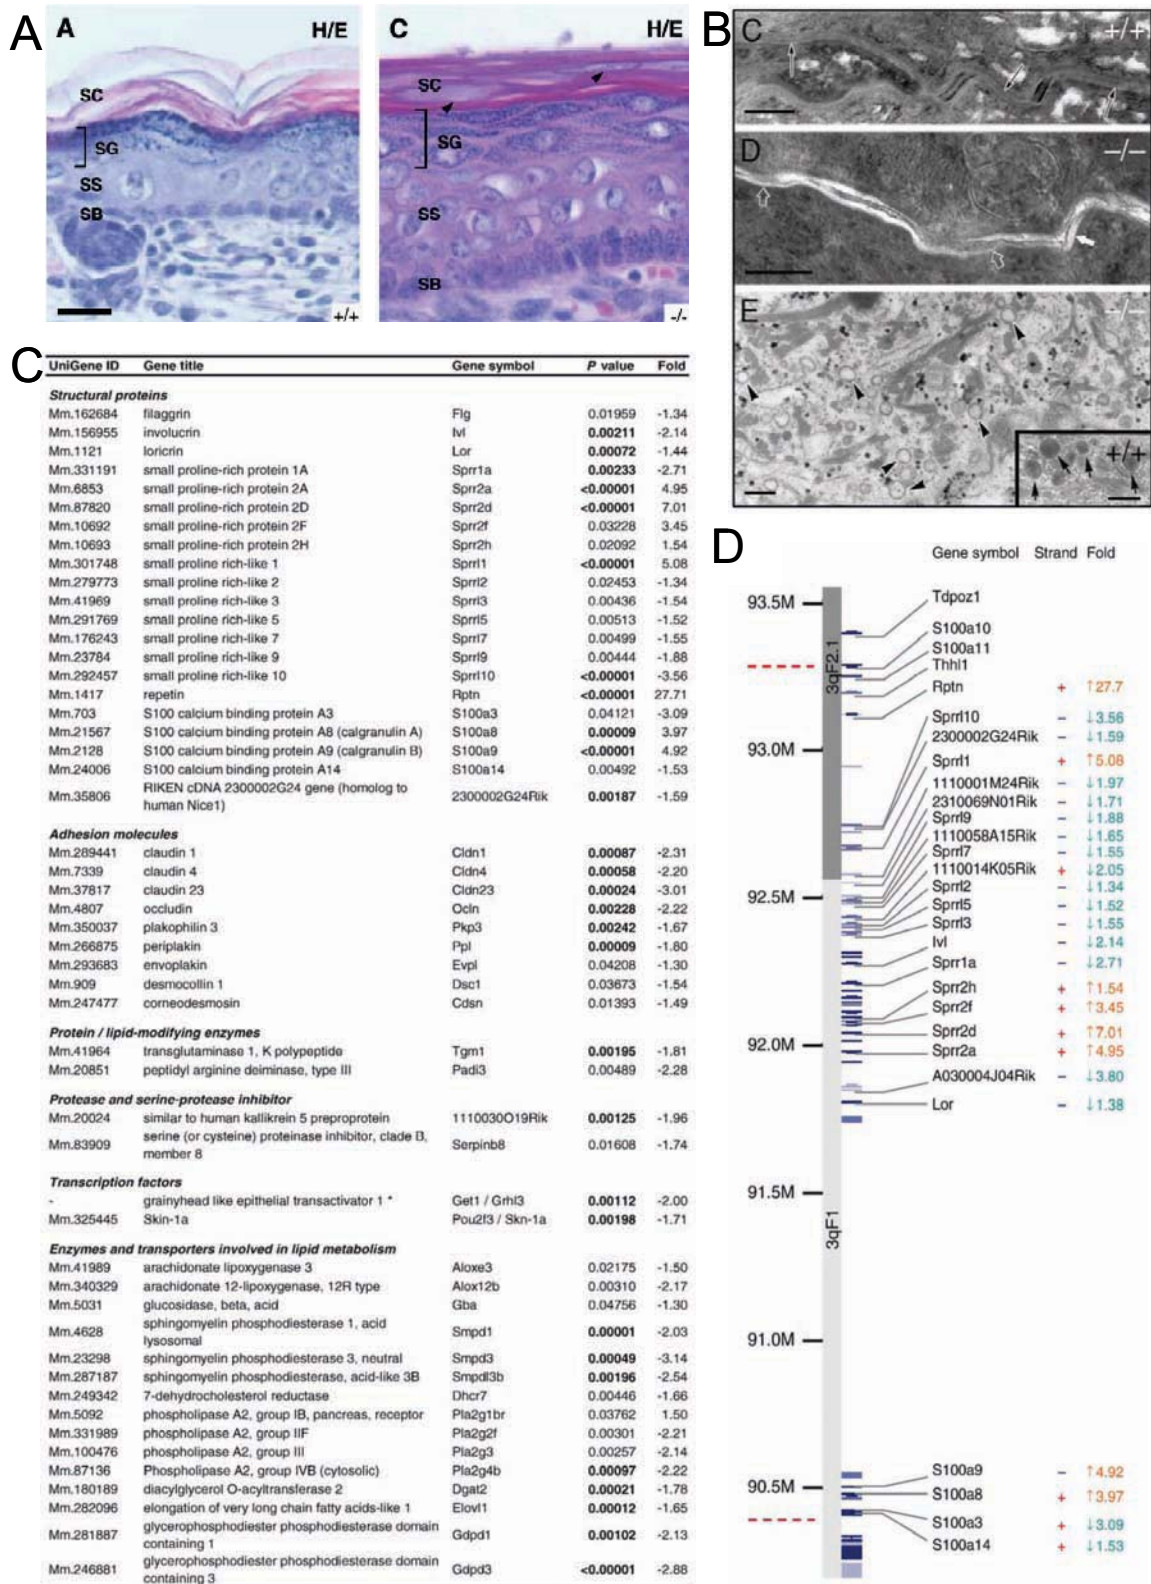 A
A
H/E
SC
SG
SS
SB
+/+
C
H/E
SC
SG
SS
SB
-/-
B
C
+/+
D
−/−
E
−/−
+/+
C
UniGene ID Gene title Gene symbol P value Fold
Structural proteins
Mm.162684 filaggrin Flg 0.01959 -1.34
Mm.156955 involucrin Ivl 0.00211 -2.14
Mm.1121 loricrin Lor 0.00072 -1.44
Mm.331191 small proline-rich protein 1A Sprr1a 0.00233 -2.71
Mm.6853 small proline-rich protein 2A Sprr2a <0.00001 4.95
Mm.87820 small proline-rich protein 2D Sprr2d <0.00001 7.01
Mm.10692 small proline-rich protein 2F Sprr2f 0.03228 3.45
Mm.10693 small proline-rich protein 2H Sprr2h 0.02092 1.54
Mm.301748 small proline rich-like 1 Sprrl1 <0.00001 5.08
Mm.279773 small proline rich-like 2 Sprrl2 0.02453 -1.34
Mm.41969 small proline rich-like 3 Sprrl3 0.00436 -1.54
Mm.291769 small proline rich-like 5 Sprrl5 0.00513 -1.52
Mm.176243 small proline rich-like 7 Sprrl7 0.00499 -1.55
Mm.23784 small proline rich-like 9 Sprrl9 0.00444 -1.88
Mm.292457 small proline rich-like 10 Sprrl10 <0.00001 -3.56
Mm.1417 repetin Rptn <0.00001 27.71
Mm.703 S100 calcium binding protein A3 S100a3 0.04121 -3.09
Mm.21567 S100 calcium binding protein A8 (calgranulin A) S100a8 0.00009 3.97
Mm.2128 S100 calcium binding protein A9 (calgranulin B) S100a9 <0.00001 4.92
Mm.24006 S100 calcium binding protein A14 S100a14 0.00492 -1.53
Mm.35806 RIKEN cDNA 2300002G24 gene (homolog to 2300002G24Rik 0.00187 -1.59
human Nice1)
Adhesion molecules
Mm.289441 claudin 1 Cldn1 0.00087 -2.31
Mm.7339 claudin 4 Cldn4 0.00058 -2.20
Mm.37817 claudin 23 Cldn23 0.00024 -3.01
Mm.4807 occludin Ocln 0.00228 -2.22
Mm.350037 plakophilin 3 Pkp3 0.00242 -1.67
Mm.266875 periplakin Ppl 0.00009 -1.80
Mm.293683 envoplakin Evpl 0.04208 -1.30
Mm.909 desmocollin 1 Dsc1 0.03673 -1.54
Mm.247477 corneodesmosin Cdsn 0.01393 -1.49
Protein / lipid-modifying enzymes
Mm.41964 transglutaminase 1, K polypeptide Tgm1 0.00195 -1.81
Mm.20851 peptidyl arginine deiminase, type III Padi3 0.00489 -2.28
Protease and serine-protease inhibitor
Mm.20024 similar to human kallikrein 5 preproprotein 1110030O19Rik 0.00125 -1.96
Mm.83909 serine (or cysteine) proteinase inhibitor, clade B, Serpinb8 0.01608 -1.74
member 8
Transcription factors
- grainyhead like epithelial transactivator 1 * Get1 / Grhl3 0.00112 -2.00
Mm.325445 Skin-1a Pou2f3 / Skn-1a 0.00198 -1.71
Enzymes and transporters involved in lipid metabolism
Mm.41989 arachidonate lipoxygenase 3 Aloxe3 0.02175 -1.50
Mm.340329 arachidonate 12-lipoxygenase, 12R type Alox12b 0.00310 -2.17
Mm.5031 glucosidase, beta, acid Gba 0.04756 -1.30
Mm.4628 sphingomyelin phosphodiesterase 1, acid Smpd1 0.00001 -2.03
lysosomal
Mm.23298 sphingomyelin phosphodiesterase 3, neutral Smpd3 0.00049 -3.14
Mm.287187 sphingomyelin phosphodiesterase, acid-like 3B Smpdl3b 0.00196 -2.54
Mm.249342 7-dehydrocholesterol reductase Dhcr7 0.00446 -1.66
Mm.5092 phospholipase A2, group IB, pancreas, receptor Pla2g1br 0.03762 1.50
Mm.331989 phospholipase A2, group IIF Pla2g2f 0.00301 -2.21
Mm.100476 phospholipase A2, group III Pla2g3 0.00257 -2.14
Mm.87136 Phospholipase A2, group IVB (cytosolic) Pla2g4b 0.00097 -2.22
Mm.180189 diacylglycerol O-acyltransferase 2 Dgat2 0.00021 -1.78
Mm.282096 elongation of very long chain fatty acids-like 1 Elovl1 0.00012 -1.65
Mm.281887 glycerophosphodiester phosphodiesterase domain Gdpd1 0.00102 -2.13
containing 1
Mm.246881 glycerophosphodiester phosphodiesterase domain Gdpd3 <0.00001 -2.88
containing 3
D
Gene symbol Strand Fold
93.5M
93.0M
92.5M
92.0M
91.5M
91.0M
90.5M
3qF2.1
3qF1
Tdpoz1
S100a10
S100a11
Thhl1
Rptn + ↑27.7
Sprrl10 − ↓3.56
2300002G24Rik − ↓1.59
Sprrl1 + ↑5.08
1110001M24Rik − ↓1.97
2310069N01Rik − ↓1.71
Sprrl9 − ↓1.88
1110058A15Rik − ↓1.65
Sprrl7 − ↓1.55
1110014K05Rik + ↓2.05
Sprrl2 − ↓1.34
Sprrl5 − ↓1.52
Sprrl3 − ↓1.55
Ivl − ↓2.14
Sprr1a − ↓2.71
Sprr2h + ↑1.54
Sprr2f + ↑3.45
Sprr2d + ↑7.01
Sprr2a + ↑4.95
A030004J04Rik − ↓3.80
Lor − ↓1.38
S100a9 − ↑4.92
S100a8 + ↑3.97
S100a3 + ↓3.09
S100a14 + ↓1.53